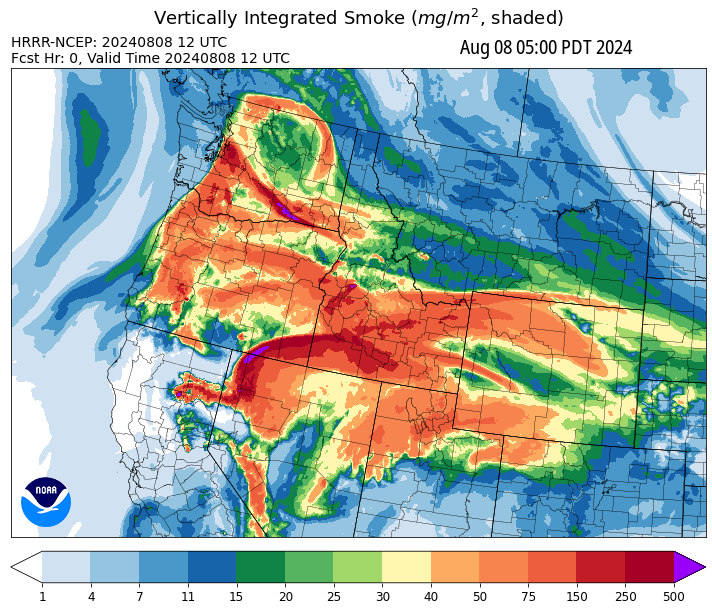 Vertically Integrated Smoke (mg/m², shaded)
HRRR-NCEP: 20240808 12 UTC
Fcst Hr: 0, Valid Time 20240808 12 UTC
Aug 08 05:00 PDT 2024
NOAA
1 4 7 11 15 20 25 30 40 50 75 150 250 500